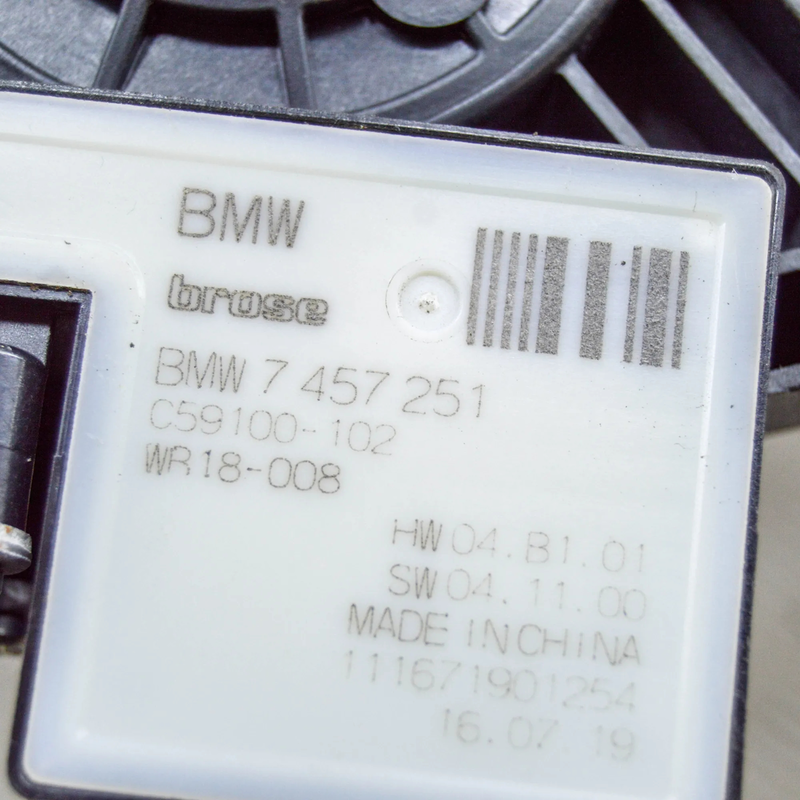 BMW
brose
BMW 7 457 251
C59100-102
WR18-008
HW 04.B1.01
SW 04.11.00
MADE IN CHINA
111671901254
16.07.19